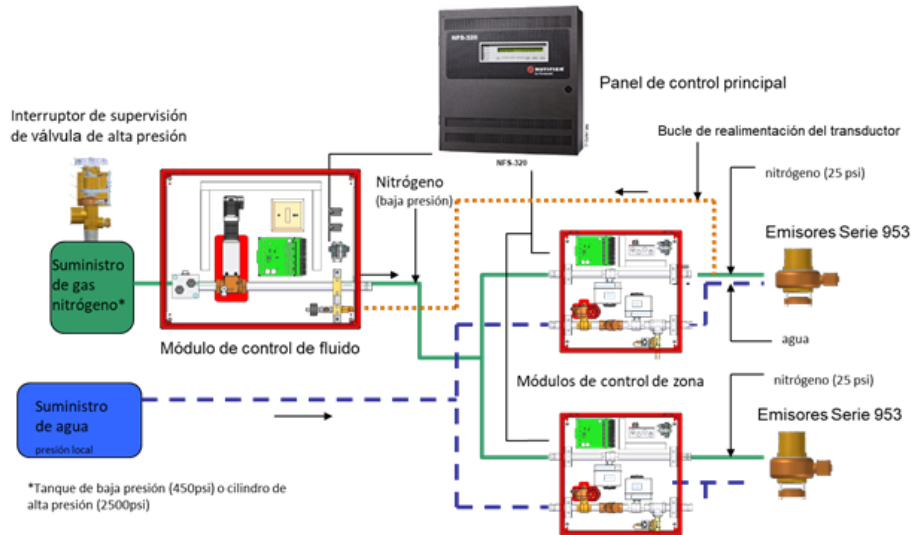 NFS-320
NOTIFIER
Panel de control principal
NFS-320
Interruptor de supervisión
de válvula de alta presión
Bucle de realimentación del transductor
Nitrógeno
(baja presión)
nitrógeno (25 psi)
Emisores Serie 953
Suministro
de gas
nitrógeno*
Módulo de control de fluido
agua
Módulos de control de zona
nitrógeno (25 psi)
Emisores Serie 953
Suministro
de agua
presión local
*Tanque de baja presión (450psi) o cilindro de
alta presión (2500psi)